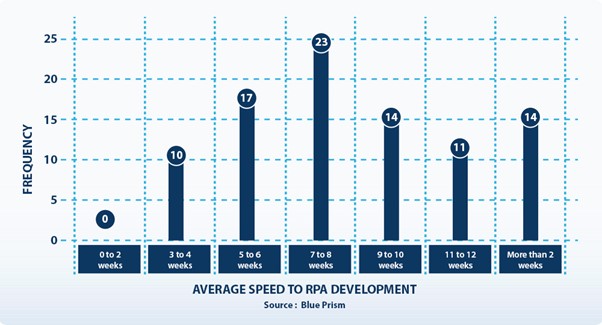 FREQUENCY
25
20
15
10
5
0
0
10
17
23
14
11
14
0 to 2
weeks
3 to 4
weeks
5 to 6
weeks
7 to 8
weeks
9 to 10
weeks
11 to 12
weeks
More than 2
weeks
AVERAGE SPEED TO RPA DEVELOPMENT
Source : Blue Prism